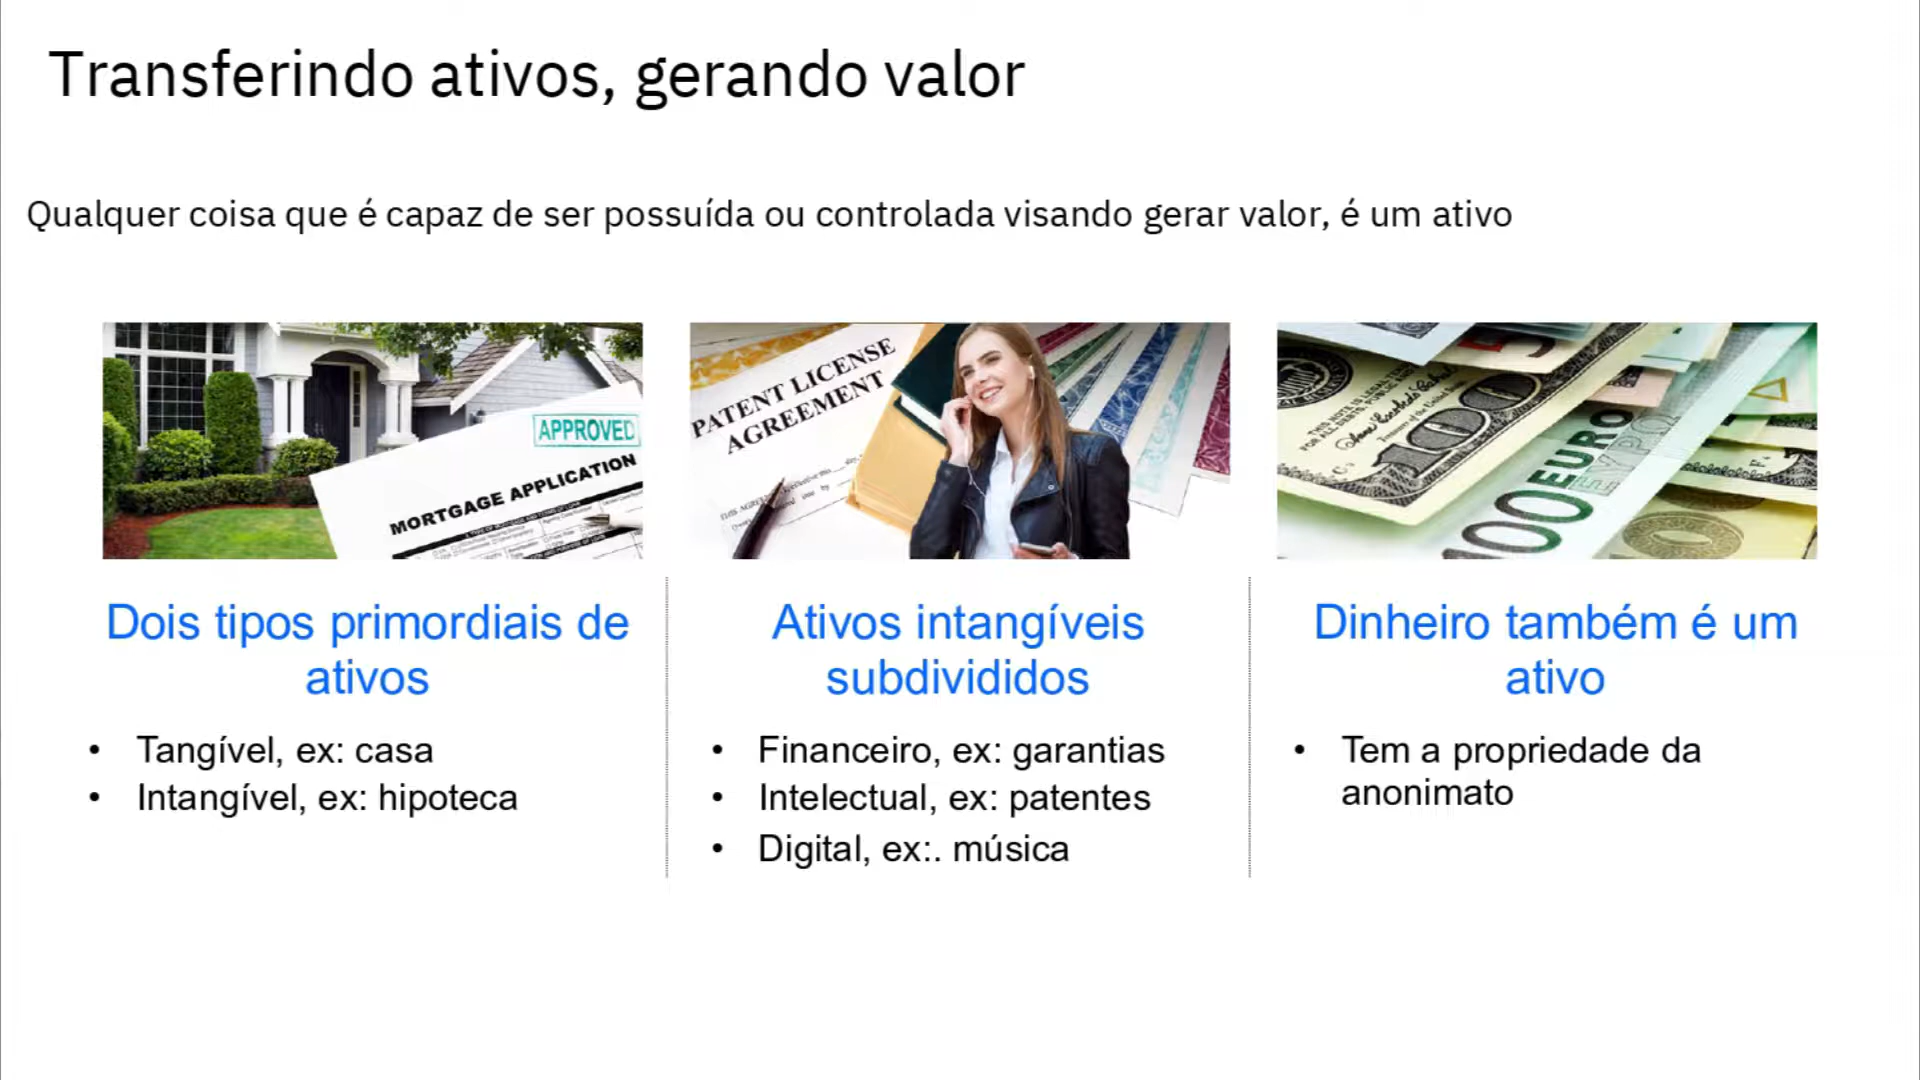 Transferindo ativos, gerando valor
Qualquer coisa que é capaz de ser possuída ou controlada visando gerar valor, é um ativo
APPROVED
MORTGAGE APPLICATION
PATENT LICENSE
AGREEMENT
100
100 EURO
Dois tipos primordiais de
ativos
• Tangível, ex: casa
• Intangível, ex: hipoteca
Ativos intangíveis
subdivididos
• Financeiro, ex: garantias
• Intelectual, ex: patentes
• Digital, ex:. música
Dinheiro também é um
ativo
• Tem a propriedade da
anonimato